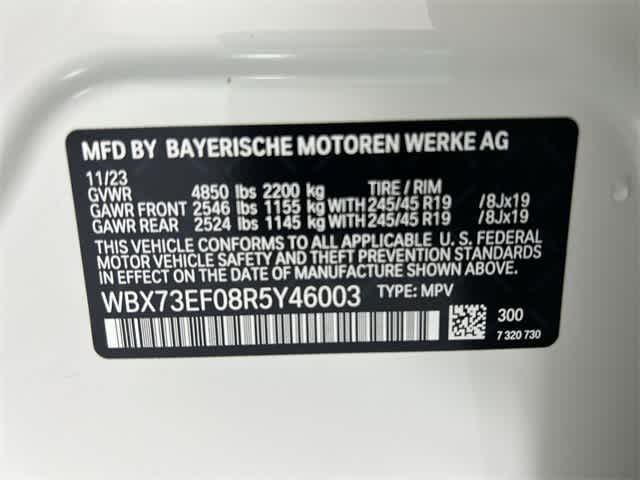 MFD BY BAYERISCHE MOTOREN WERKE AG
11/23
GVWR 4850 lbs 2200 kg TIRE / RIM
GAWR FRONT 2546 lbs 1155 kg WITH 245/45 R19 /8Jx19
GAWR REAR 2524 lbs 1145 kg WITH 245/45 R19 /8Jx19
THIS VEHICLE CONFORMS TO ALL APPLICABLE U. S. FEDERAL
MOTOR VEHICLE SAFETY AND THEFT PREVENTION STANDARDS
IN EFFECT ON THE DATE OF MANUFACTURE SHOWN ABOVE.
WBX73EF08R5Y46003 TYPE: MPV
300
7 320 730